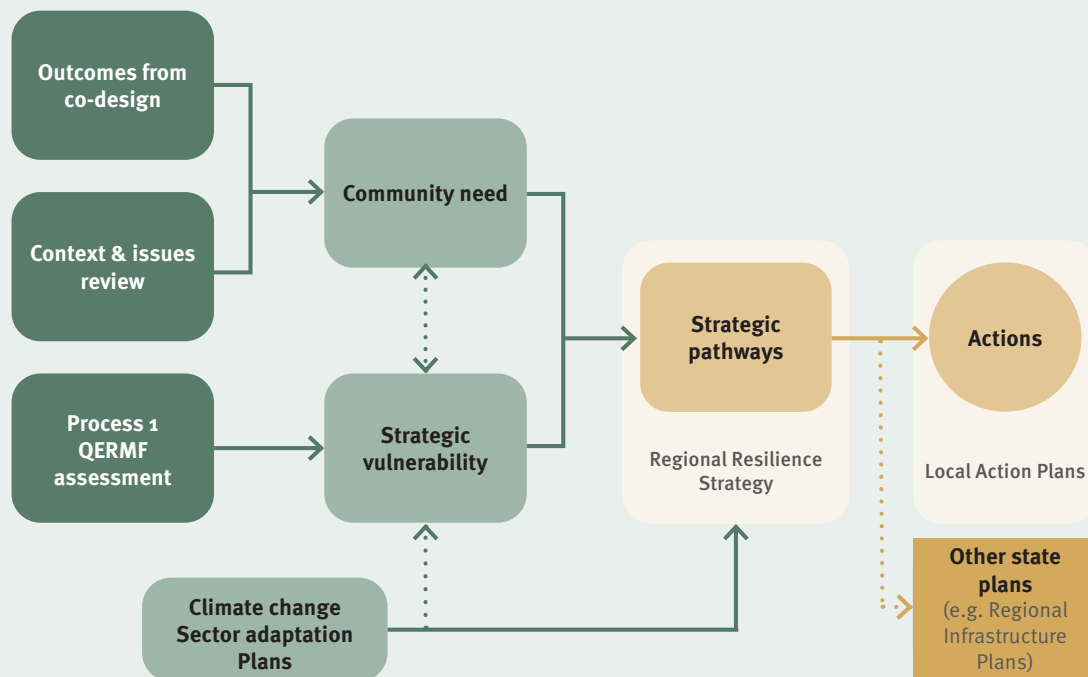 Outcomes from
co-design
Context & issues
review
Process 1
QERMF
assessment
Community need
Strategic
vulnerability
Climate change
Sector adaptation
Plans
Strategic
pathways
Regional Resilience
Strategy
Actions
Local Action Plans
Other state
plans
(e.g. Regional
Infrastructure
Plans)